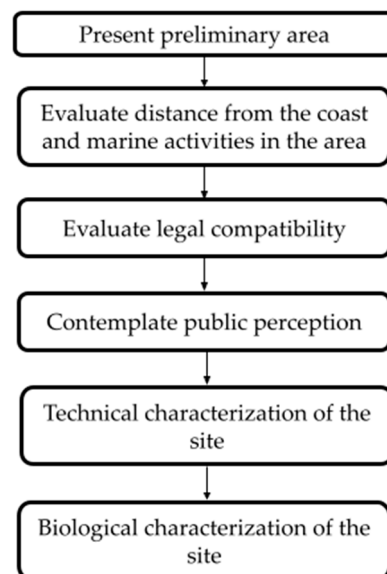 Present preliminary area
Evaluate distance from the coast
and marine activities in the area
Evaluate legal compatibility
Contemplate public perception
Technical characterization of the
site
Biological characterization of the
site